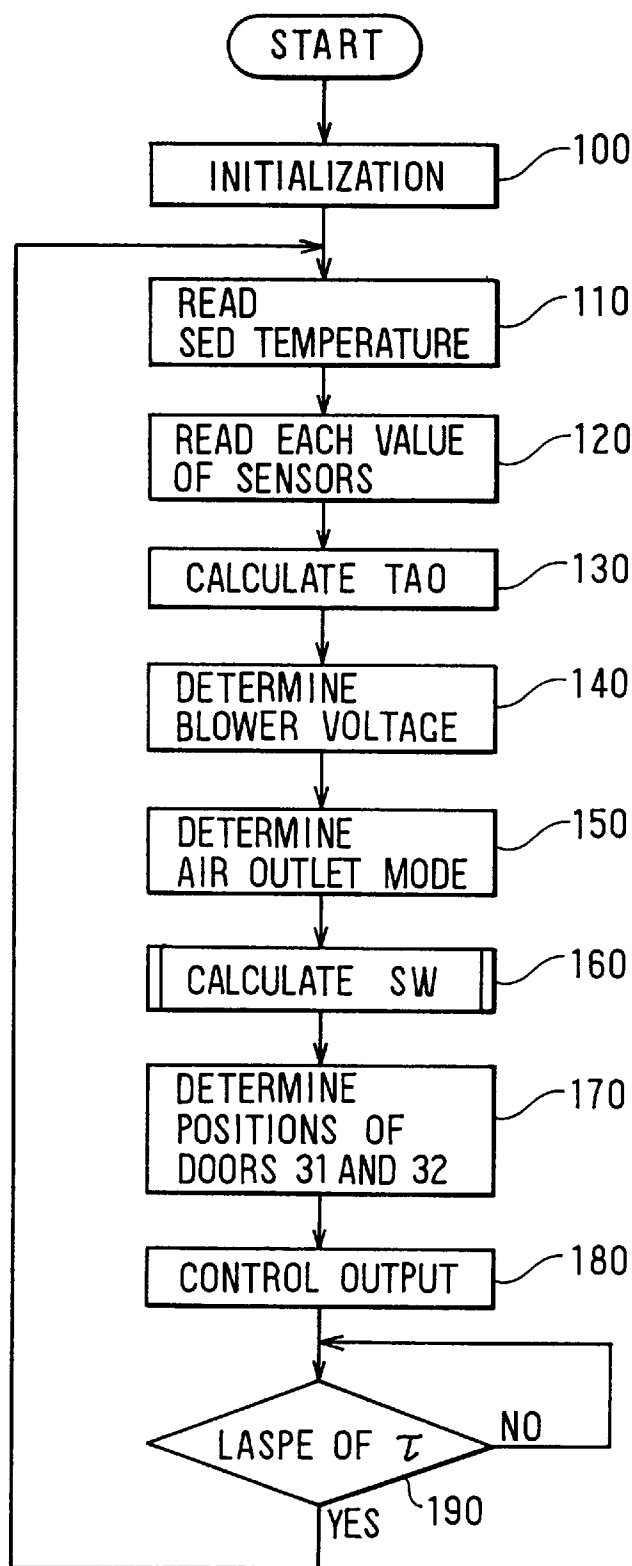 START
INITIALIZATION
100
READ
SED TEMPERATURE
110
READ EACH VALUE
OF SENSORS
120
CALCULATE TAO
130
DETERMINE
BLOWER VOLTAGE
140
DETERMINE
AIR OUTLET MODE
150
CALCULATE SW
160
DETERMINE
POSITIONS OF
DOORS 31 AND 32
170
CONTROL OUTPUT
180
LASPE OF τ
NO
190
YES